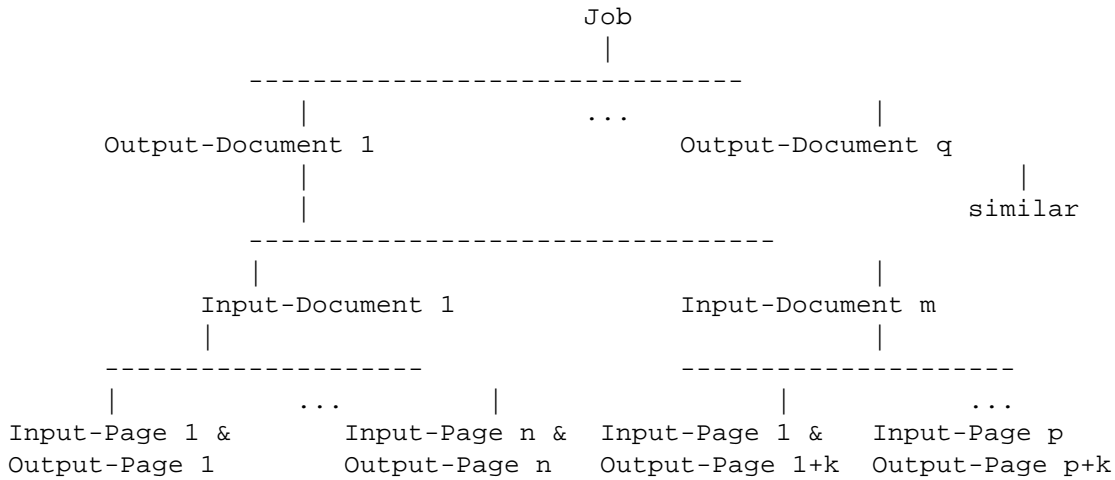 Job
...
Output-Document 1 Output-Document q
similar
Input-Document 1 Input-Document m
... ...
Input-Page 1 & Input-Page n & Input-Page 1 & Input-Page p
Output-Page 1 Output-Page n Output-Page 1+k Output-Page p+k